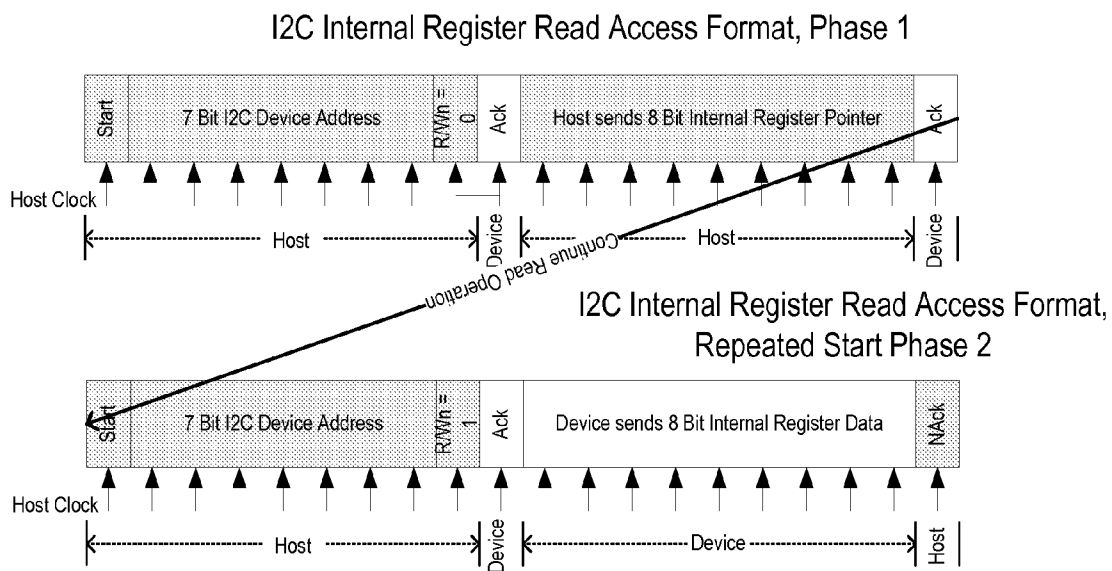 I2C Internal Register Read Access Format, Phase 1
Start
7 Bit I2C Device Address
R/Wn =
0
Ack
Host sends 8 Bit Internal Register Pointer
Ack
Host Clock
Host
Device
Host
Device
Continue Read Operation
I2C Internal Register Read Access Format,
Repeated Start Phase 2
Start
7 Bit I2C Device Address
R/Wn =
1
Ack
Device sends 8 Bit Internal Register Data
NAck
Host Clock
Host
Device
Device
Host